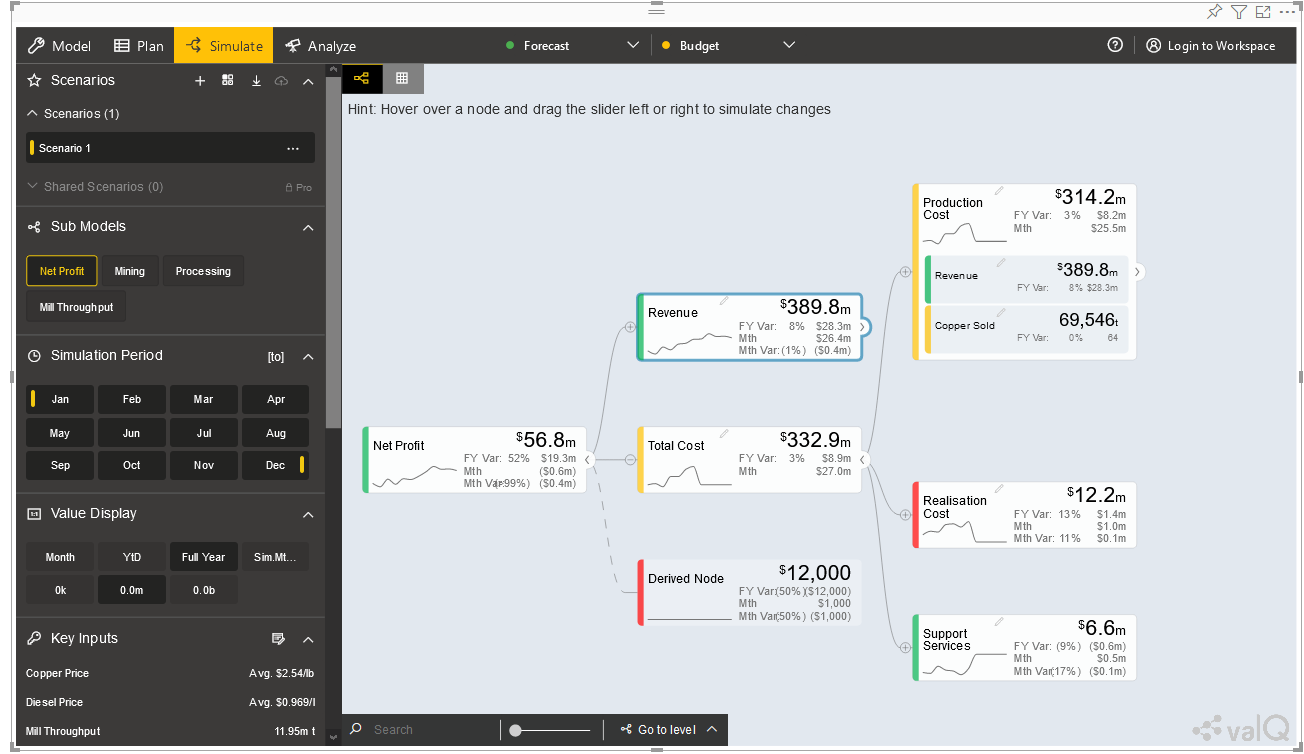 Model Plan Simulate Analyze Forecast Budget Login to Workspace
Scenarios
Hint: Hover over a node and drag the slider left or right to simulate changes
Scenarios (1)
Scenario 1 ...
Shared Scenarios (0) Pro
Sub Models
Net Profit Mining Processing
Mill Throughput
Simulation Period [to]
Jan Feb Mar Apr
May Jun Jul Aug
Sep Oct Nov Dec
Value Display
Month YtD Full Year Sim.Mt...
0k 0.0m 0.0b
Key Inputs
Copper Price Avg. $2.54/lb
Diesel Price Avg. $0.969/l
Mill Throughput 11.95m t
Net Profit $56.8m
FY Var: 52% $19.3m
Mth ($0.6m)
Mth Var: (>99%) ($0.4m)
Revenue $389.8m
FY Var: 8% $28.3m
Mth $26.4m
Mth Var: (1%) ($0.4m)
Total Cost $332.9m
FY Var: 3% $8.9m
Mth $27.0m
Derived Node $12,000
FY Var: (50%) ($12,000)
Mth $1,000
Mth Var: (50%) ($1,000)
Production Cost $314.2m
FY Var: 3% $8.2m
Mth $25.5m
Revenue $389.8m
FY Var: 8% $28.3m
Copper Sold 69,546t
FY Var: 0% 64
Realisation Cost $12.2m
FY Var: 13% $1.4m
Mth $1.0m
Mth Var: 11% $0.1m
Support Services $6.6m
FY Var: (9%) ($0.6m)
Mth $0.5m
Mth Var: (17%) ($0.1m)
Search Go to level
valQ